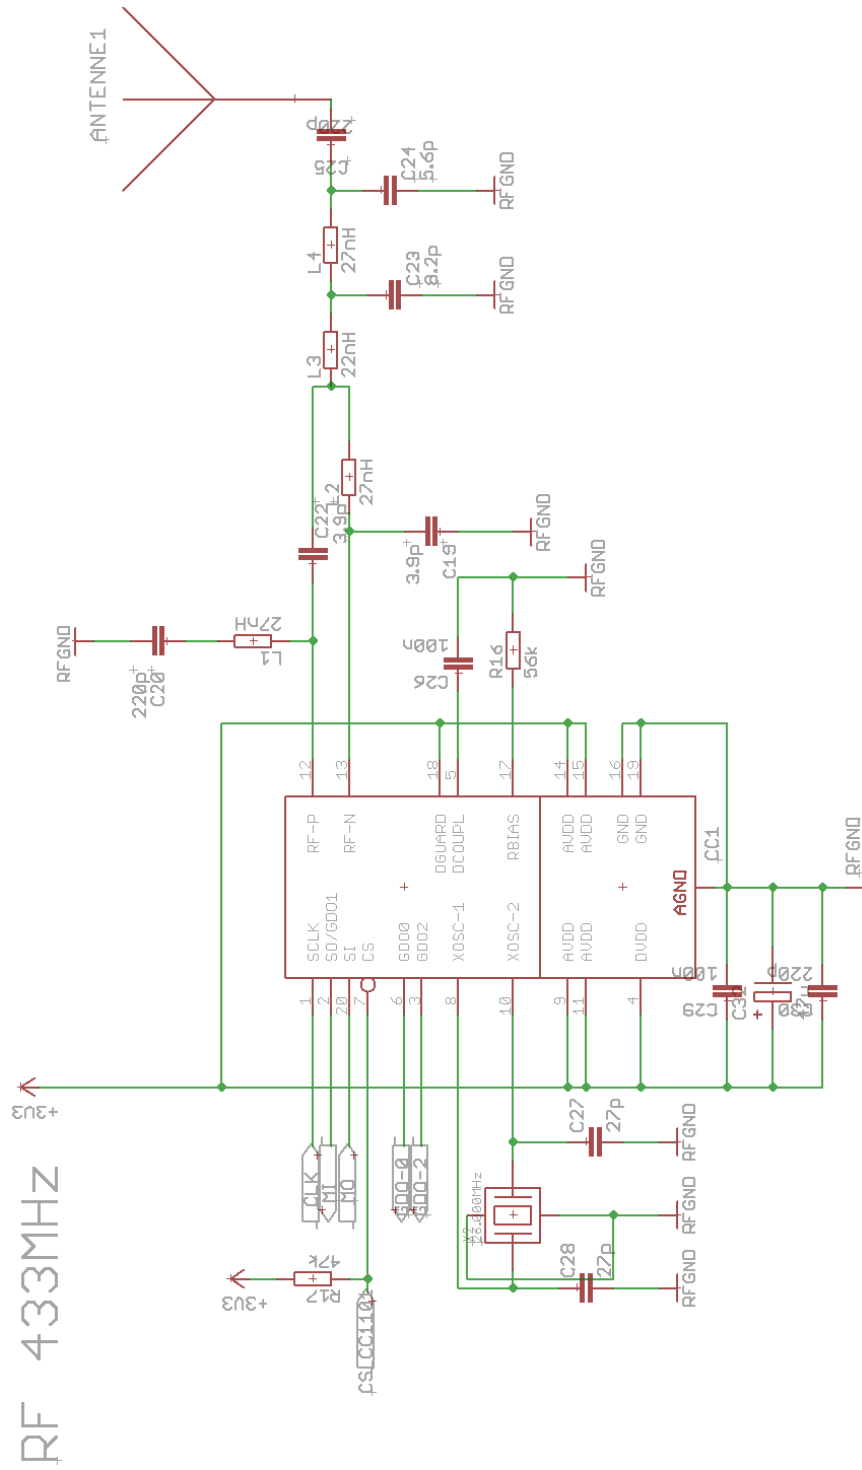 ANTENNE1
220p
C25
C24
5.6p
RFGND
L4
27nH
C23
8.2p
RFGND
L3
22nH
L2
27nH
C22
3.9p
3.9p
C19
RFGND
RFGND
RFGND
220p
C20
27nH
L1
100n
C26
R16
56k
12
13
18
5
17
14
15
16
19
RF-P
RF-N
DGUARD
DCOUPL
RBIAS
AVDD
AVDD
GND
GND
CC1
AGND
RFGND
SCLK
SO/GDO1
SI
CS
GDO0
GDO2
XOSC-1
XOSC-2
AVDD
AVDD
DVDD
1
2
20
7
6
3
8
10
9
11
4
100n
C29
220p
C30
+3V3
CLK
MI
MO
GDO-0
GDO-2
C27
27p
RFGND
26.000MHz
RFGND
C28
27p
RFGND
47k
R17
+3V3
RF 433MHz